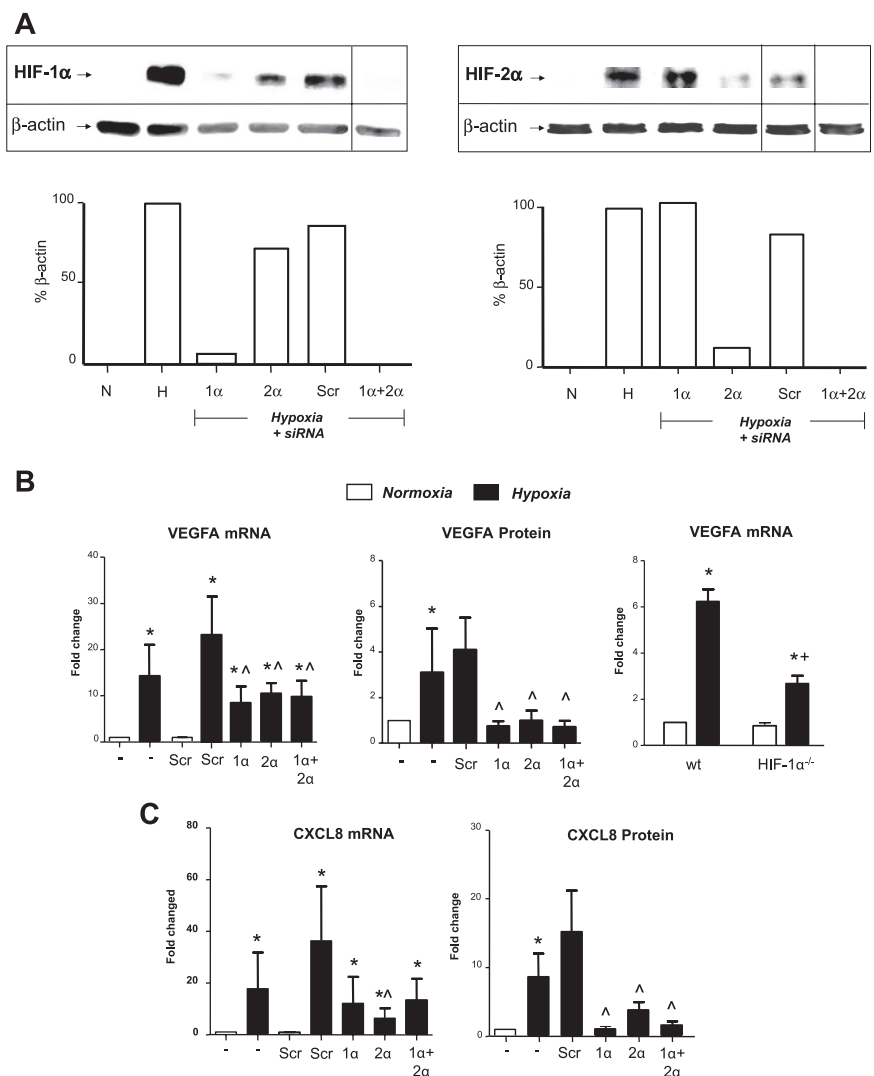 A
HIF-1α →
β-actin →
HIF-2α →
β-actin →
100
50
0
% β-actin
N H 1α 2α Scr 1α+2α
Hypoxia
+ siRNA
100
50
0
% β-actin
N H 1α 2α Scr 1α+2α
Hypoxia
+ siRNA
B
Normoxia Hypoxia
VEGFA mRNA
40
30
20
10
0
Fold change
* * *^ *^ *^
- - Scr Scr 1α 2α 1α+
2α
VEGFA Protein
8
6
4
2
0
Fold change
* ^ ^ ^
- - Scr 1α 2α 1α+
2α
VEGFA mRNA
8
6
4
2
0
Fold change
* *+
wt HIF-1α-/-
C
CXCL8 mRNA
80
60
40
20
0
Fold changed
* * * *^ *
- - Scr Scr 1α 2α 1α+
2α
CXCL8 Protein
30
20
10
0
Fold change
* ^ ^ ^
- - Scr 1α 2α 1α+
2α